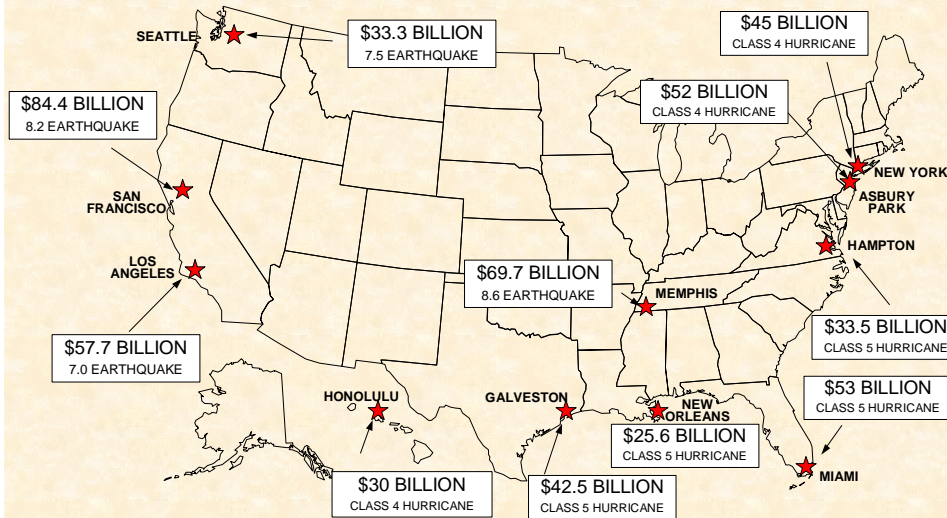 SEATTLE
$33.3 BILLION
7.5 EARTHQUAKE
$45 BILLION
CLASS 4 HURRICANE
$52 BILLION
CLASS 4 HURRICANE
$84.4 BILLION
8.2 EARTHQUAKE
NEW YORK
ASBURY
PARK
SAN
FRANCISCO
HAMPTON
LOS
ANGELES
$69.7 BILLION
8.6 EARTHQUAKE
MEMPHIS
$33.5 BILLION
CLASS 5 HURRICANE
$57.7 BILLION
7.0 EARTHQUAKE
$53 BILLION
CLASS 5 HURRICANE
HONOLULU
GALVESTON
NEW
ORLEANS
$25.6 BILLION
CLASS 5 HURRICANE
MIAMI
$30 BILLION
CLASS 4 HURRICANE
$42.5 BILLION
CLASS 5 HURRICANE